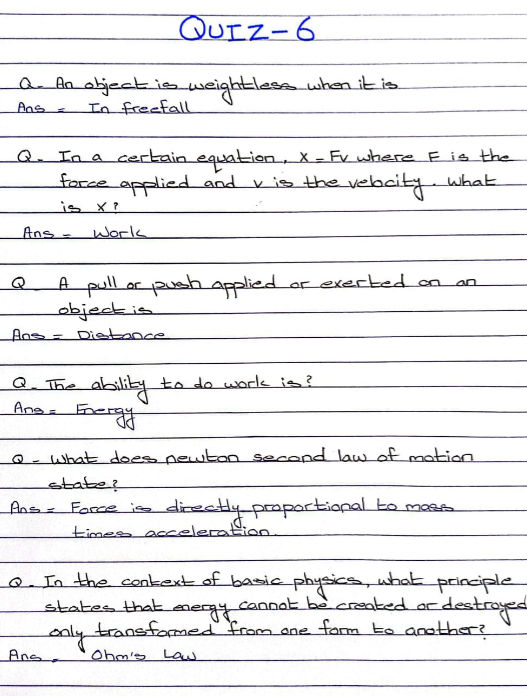 QUIZ-6
Q- An object is weightless when it is
Ans = In freefall
Q- In a certain equation, x = Fv where F is the
force applied and v is the velocity. what
is x?
Ans - Work
Q A pull or push applied or exerted on an
object is
Ans = Distance
Q- The ability to do work is?
Ans = Energy
Q- what does newton second law of motion
state?
Ans = Force is directly proportional to mass
times acceleration.
Q. In the context of basic physics, what principle
states that energy cannot be created or destroyed
only transformed from one form to another?
Ans - Ohm's Law